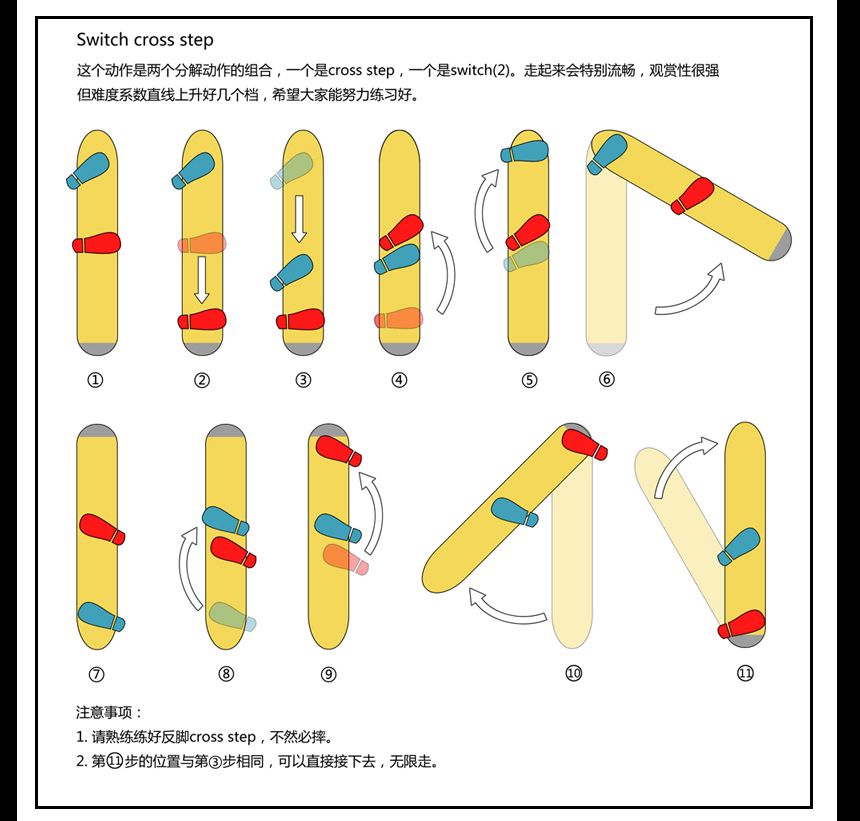 Switch cross step
这个动作是两个分解动作的组合，一个是cross step，一个是switch(2)。走起来会特别流畅，观赏性很强
但难度系数直线上升好几个档，希望大家能努力练习好。
① ② ③ ④ ⑤ ⑥
⑦ ⑧ ⑨ ⑩ ⑪
注意事项：
1. 请熟练练好反脚cross step，不然必摔。
2. 第⑪步的位置与第③步相同，可以直接接下去，无限走。